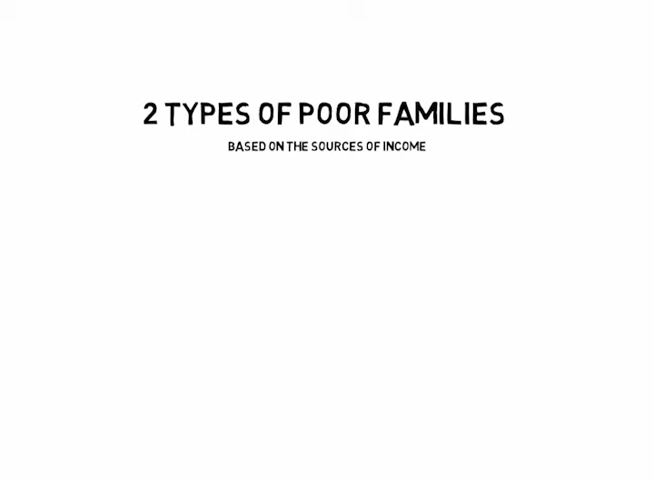 2 TYPES OF POOR FAMILIES
BASED ON THE SOURCES OF INCOME